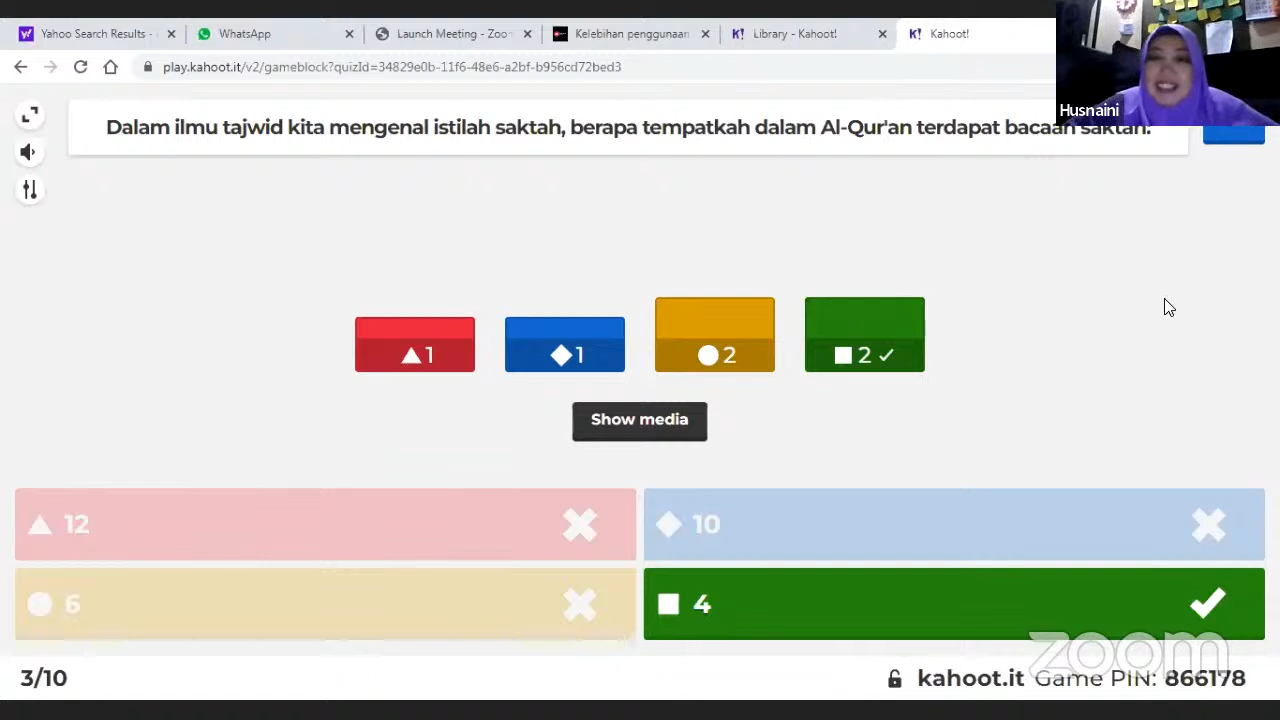 Yahoo Search Results - WhatsApp Launch Meeting - Zoo Kelebihan penggunaan K! Library - Kahoot! K! Kahoot!
play.kahoot.it/v2/gameblock?quizId=34829e0b-11f6-48e6-a2bf-b956cd72bed3
Husnaini
Dalam ilmu tajwid kita mengenal istilah saktah, berapa tempatkah dalam Al-Qur'an terdapat bacaan saktah.
1 1 2 2
Show media
12 10
6 4
zoom
3/10 kahoot.it Game PIN: 866178